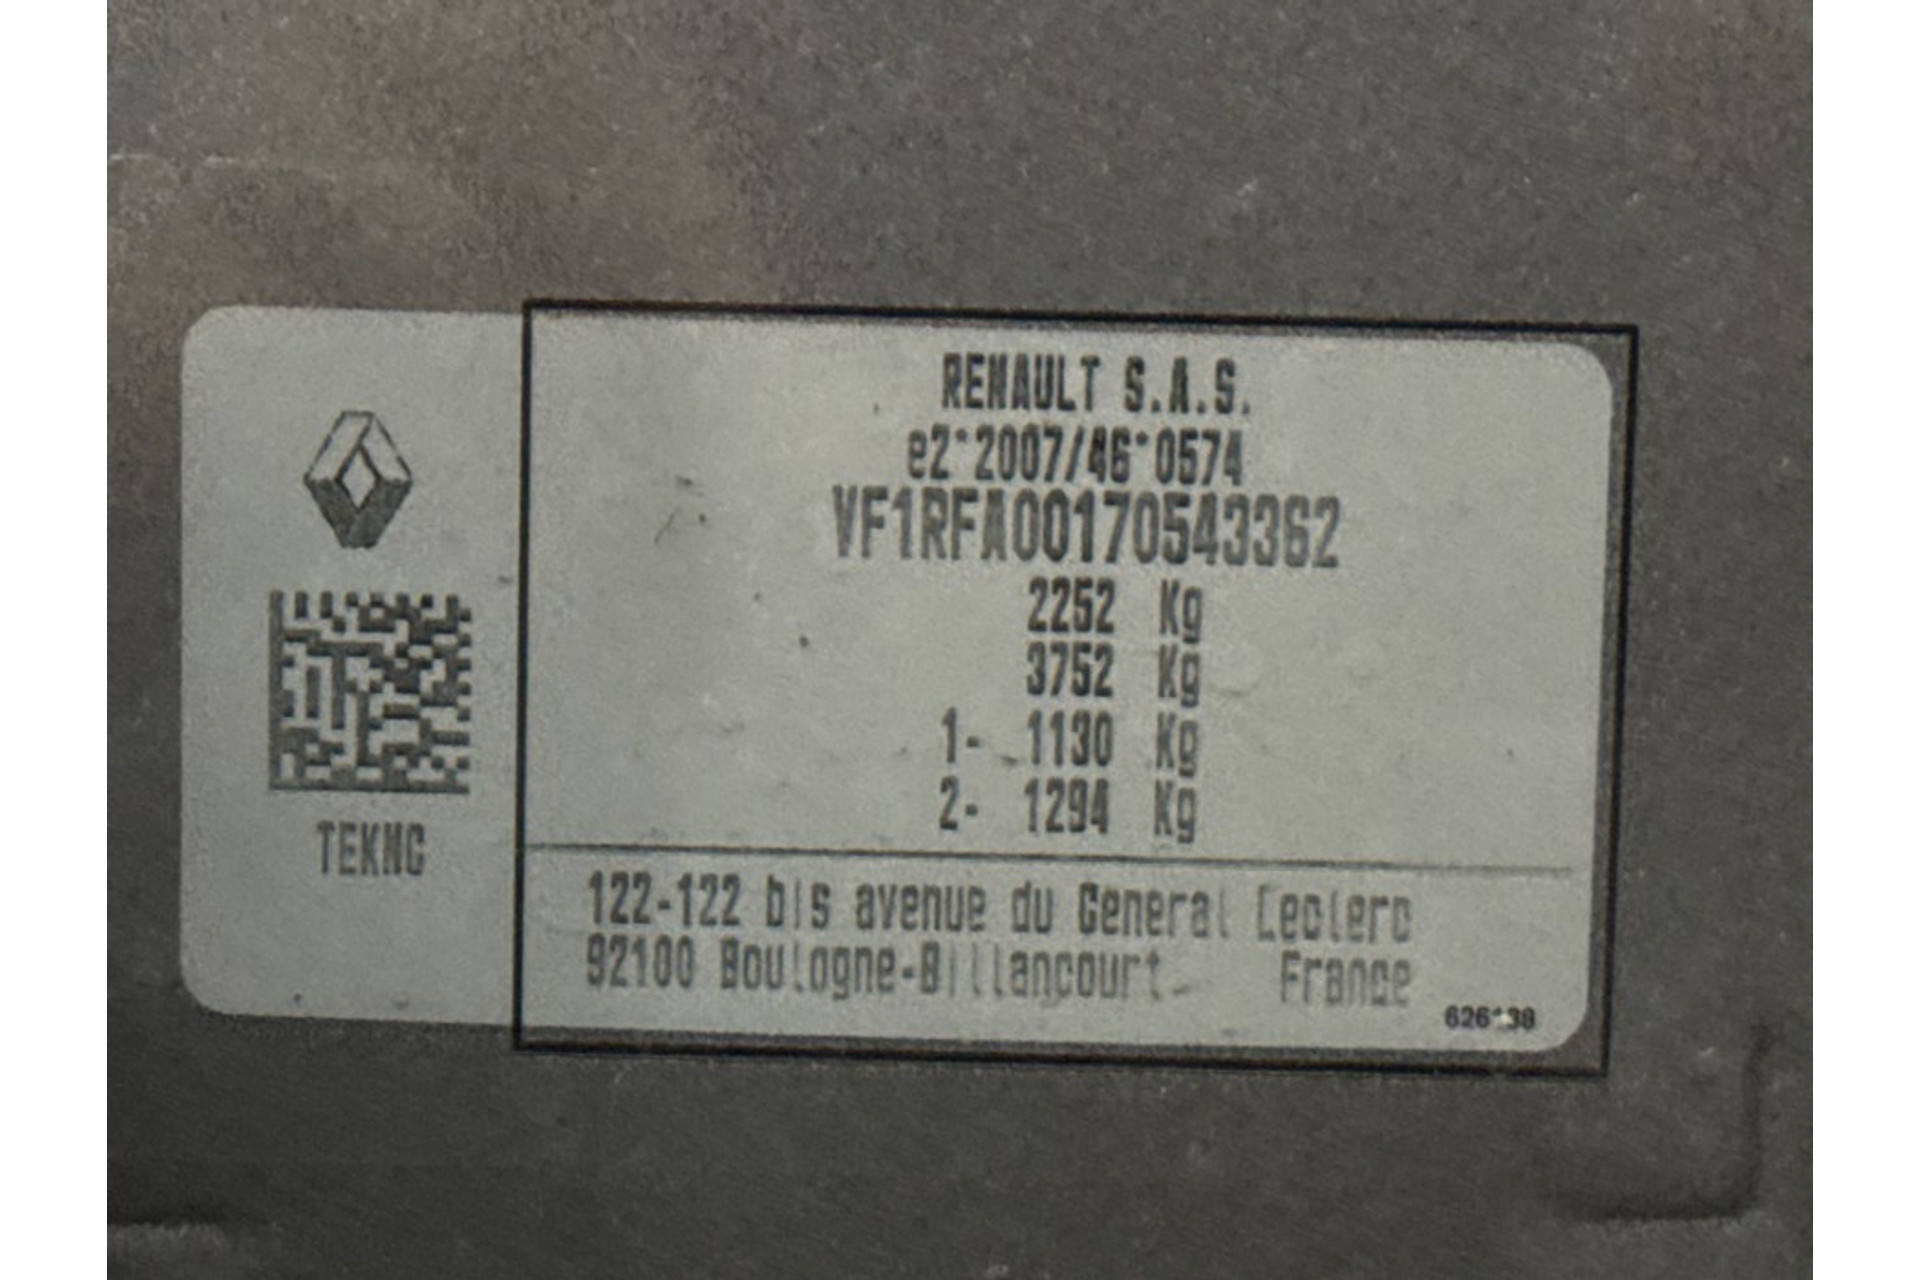 TEKNG
RENAULT S.A.S.
e2*2007/46*0574
VF1RFA00170543362
2252 Kg
3752 Kg
1- 1130 Kg
2- 1294 Kg
122-122 bis avenue du General Leclerc
92100 Boulogne-Billancourt - France